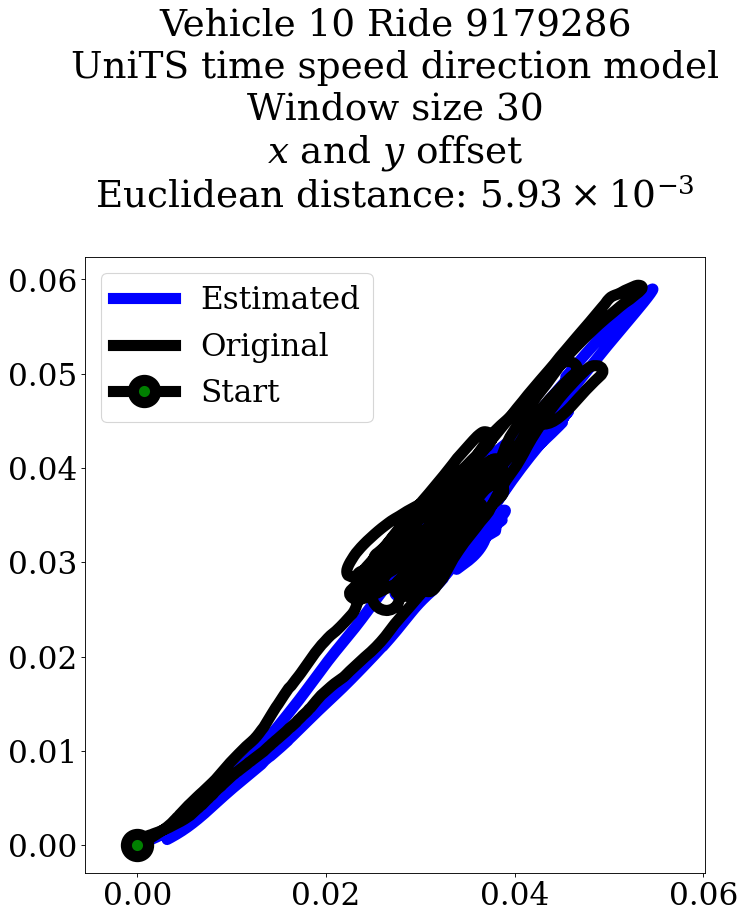 Vehicle 10 Ride 9179286
UniTS time speed direction model
Window size 30
x and y offset
Euclidean distance: 5.93 × 10⁻³
Estimated
Original
Start
0.06
0.05
0.04
0.03
0.02
0.01
0.00
0.00 0.02 0.04 0.06